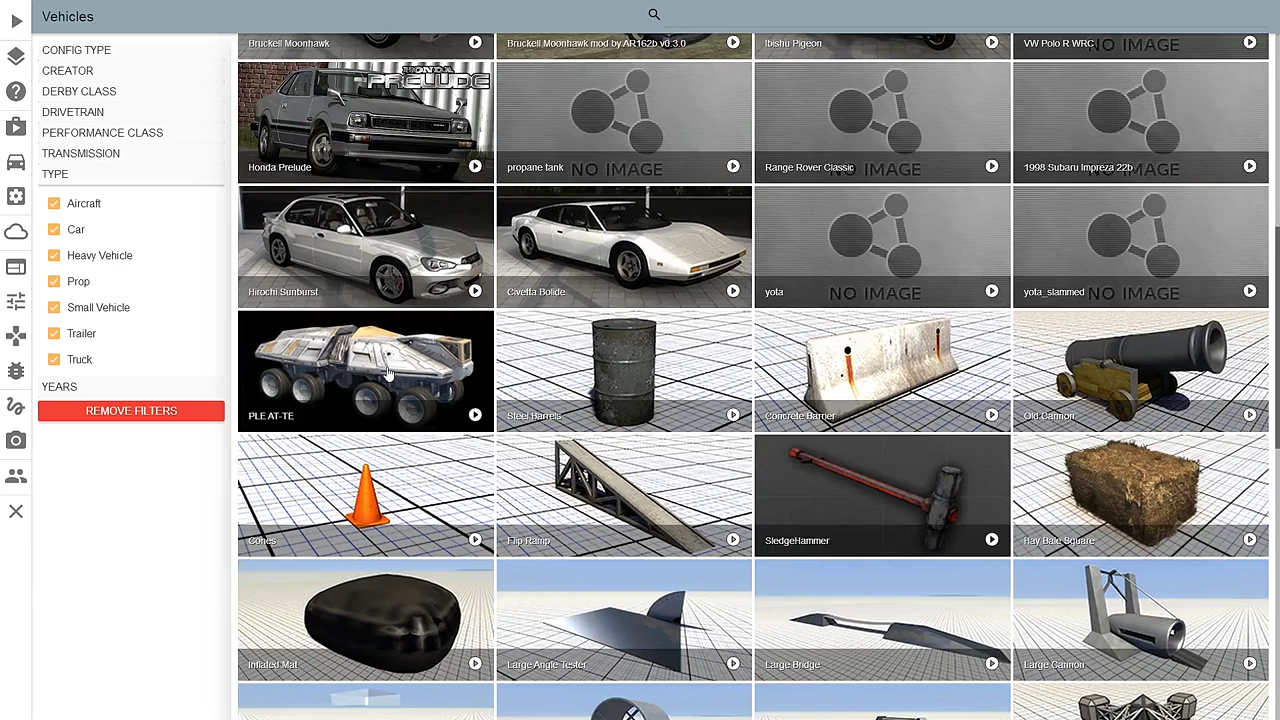 Vehicles
CONFIG TYPE
CREATOR
DERBY CLASS
DRIVETRAIN
PERFORMANCE CLASS
TRANSMISSION
TYPE
Aircraft
Car
Heavy Vehicle
Prop
Small Vehicle
Trailer
Truck
YEARS
REMOVE FILTERS
Bruckell Moonhawk
Bruckell Moonhawk mod by AR162b v0.3.0
Ibishu Pigeon
VW Polo R WRC
NO IMAGE
HONDA
PRELUDE
Honda Prelude
propane tank
NO IMAGE
Range Rover Classic
NO IMAGE
1998 Subaru Impreza 22b
NO IMAGE
Hirochi Sunburst
Civetta Bolide
yota
NO IMAGE
yota_slammed
NO IMAGE
PLE AT-TE
Steel Barrels
Concrete Barrier
Old Cannon
Cones
Flip Ramp
SledgeHammer
Hay Bale Square
Inflated Mat
Large Angle Tester
Large Bridge
Large Cannon